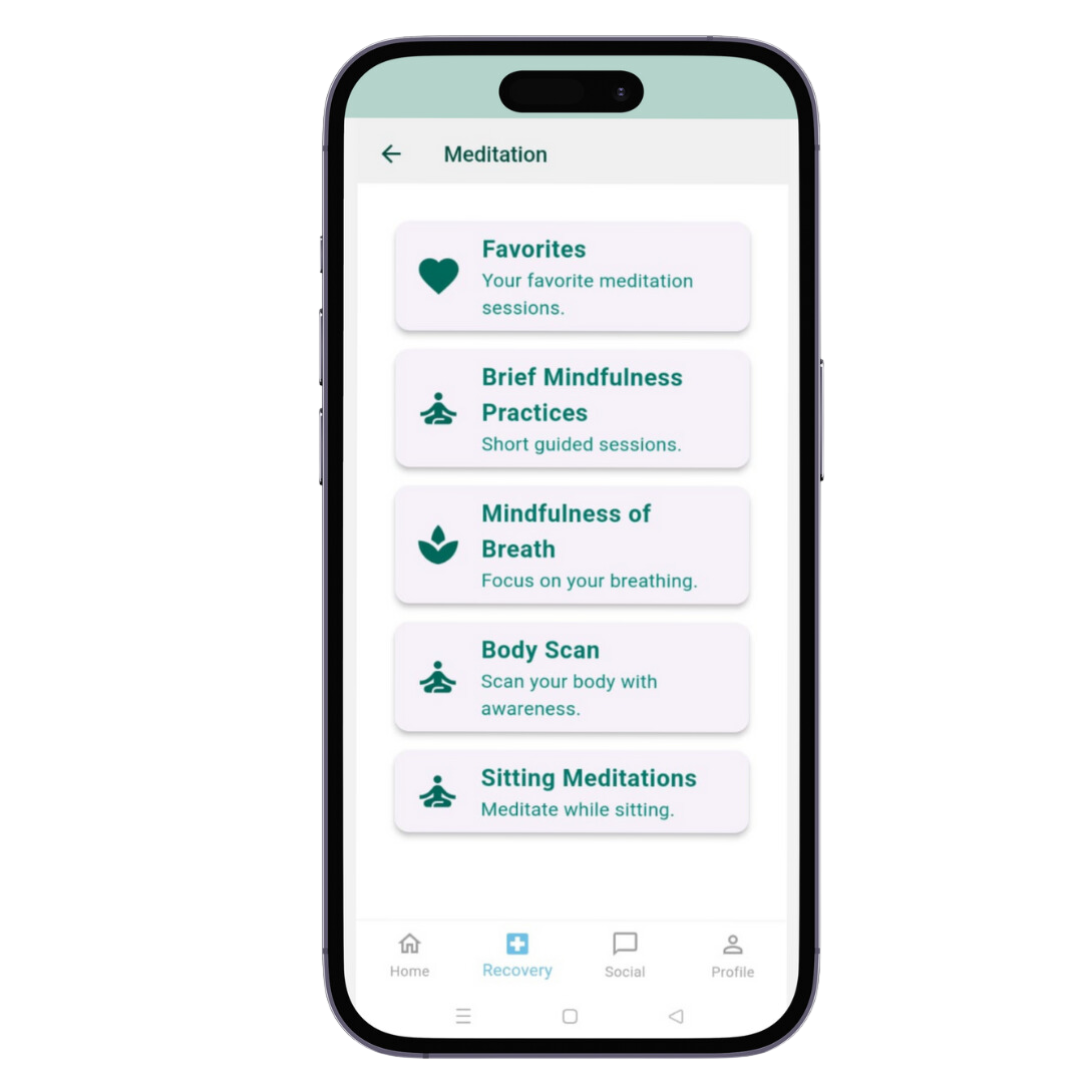 Meditation
Favorites
Your favorite meditation
sessions.
Brief Mindfulness
Practices
Short guided sessions.
Mindfulness of
Breath
Focus on your breathing.
Body Scan
Scan your body with
awareness.
Sitting Meditations
Meditate while sitting.
Home
Recovery
Social
Profile